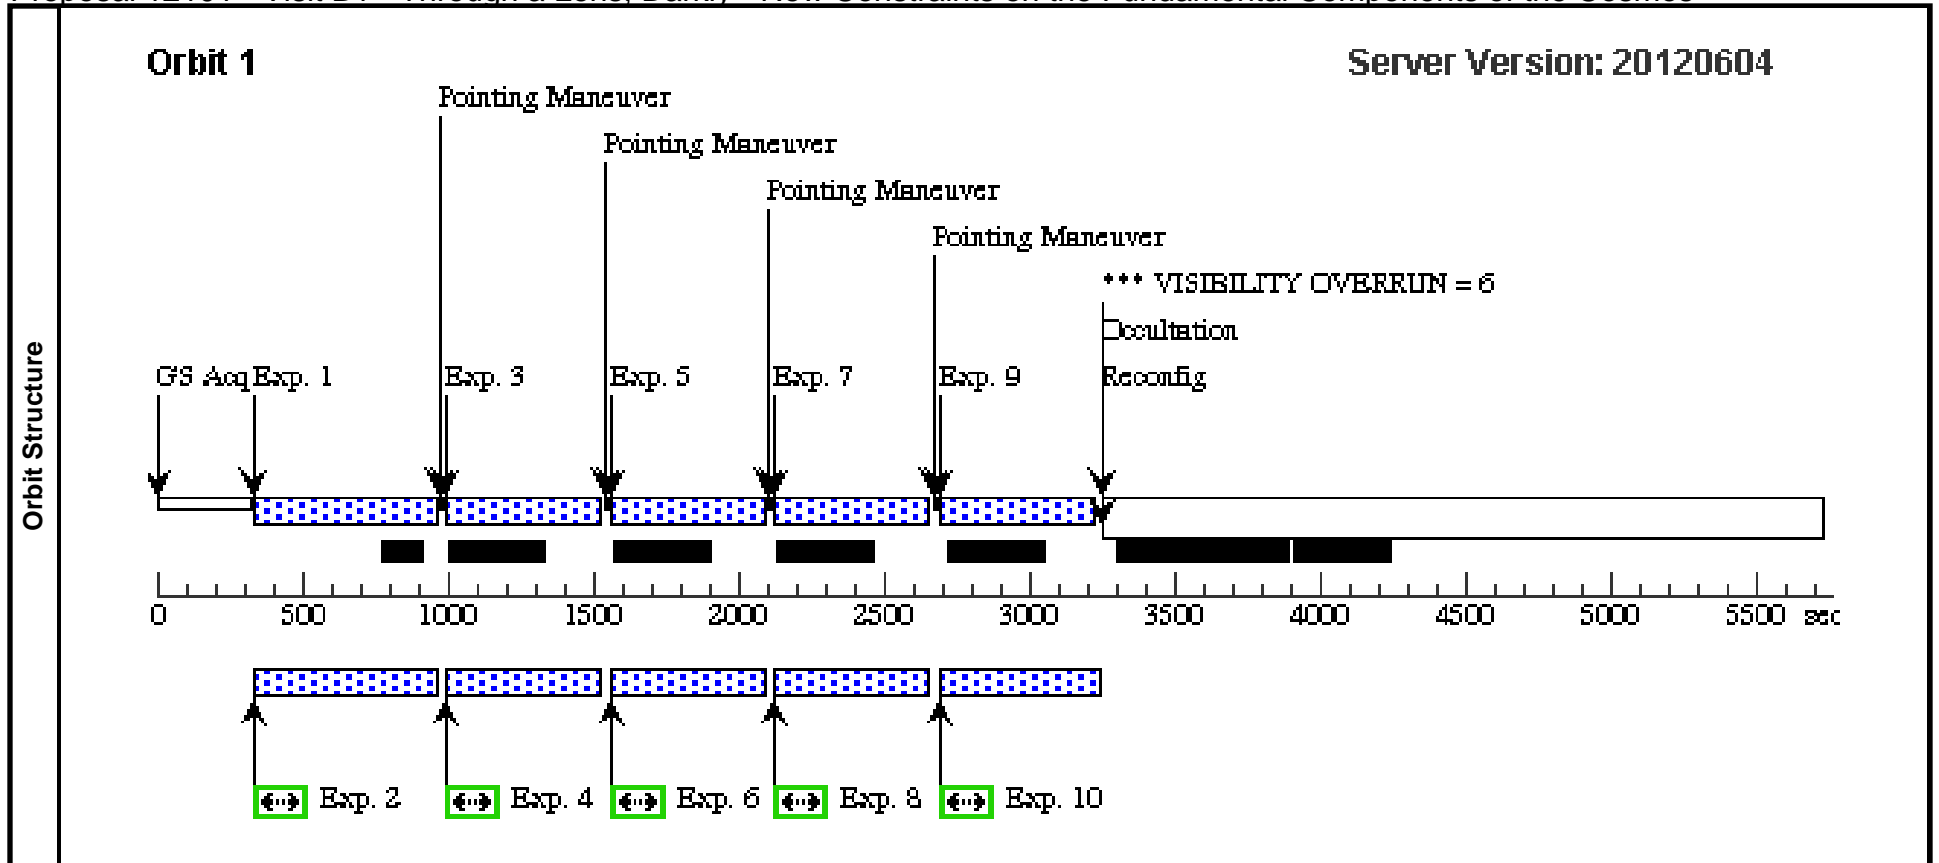 Orbit Structure
Orbit 1
Server Version: 20120604
Pointing Maneuver
Pointing Maneuver
Pointing Maneuver
Pointing Maneuver
*** VISIBILITY OVERRUN = 6
Occultation
GS Acq Exp. 1 Exp. 3 Exp. 5 Exp. 7 Exp. 9 Reconfig
0 500 1000 1500 2000 2500 3000 3500 4000 4500 5000 5500 sec
Exp. 2 Exp. 4 Exp. 6 Exp. 8 Exp. 10